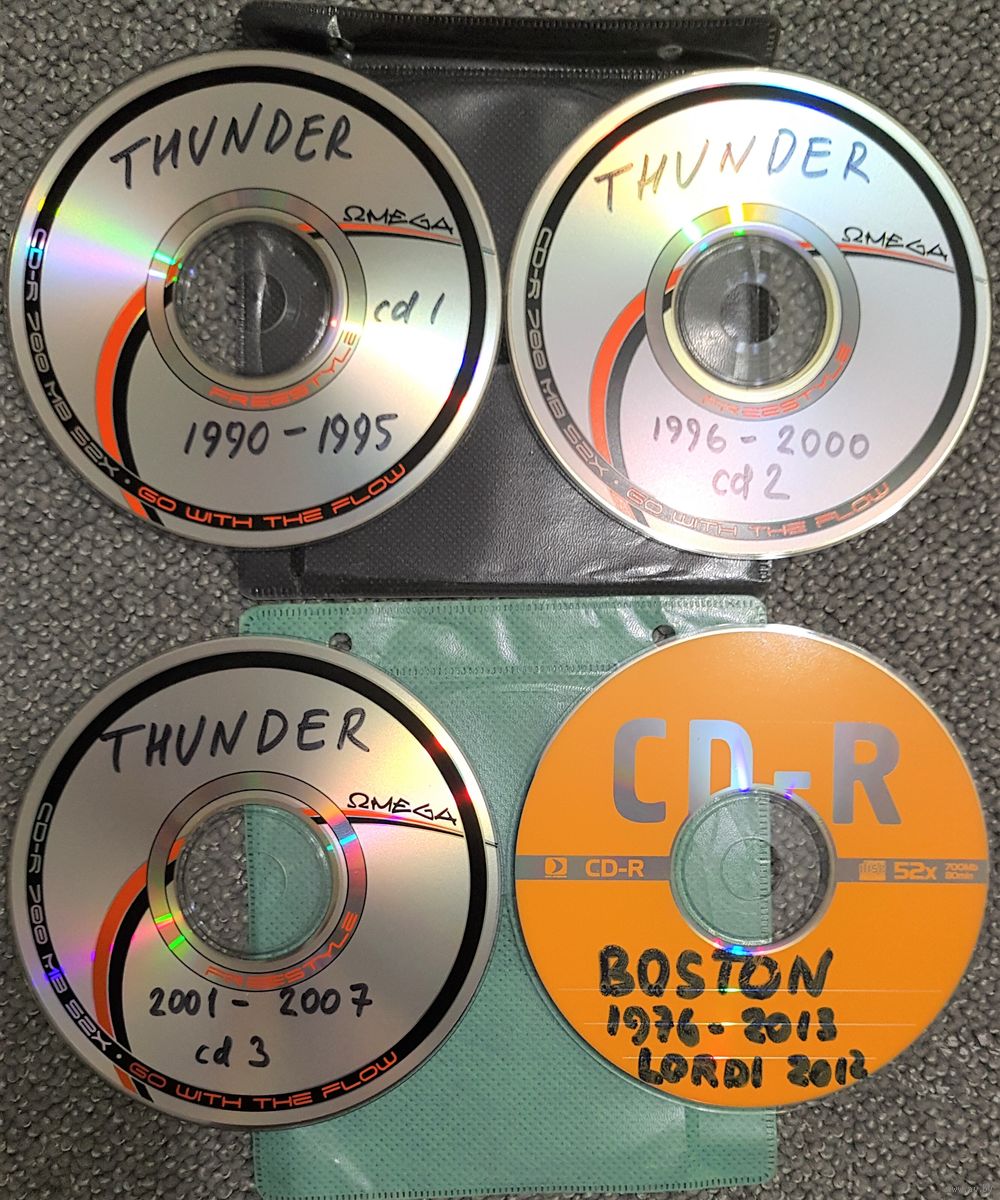 THUNDER
ΩMEGA
cd 1
FREESTYLE
1990 - 1995
CD-R 700 MB 52X • GO WITH THE FLOW
THUNDER
ΩMEGA
FREESTYLE
1996 - 2000
cd 2
CD-R 700 MB 52X • GO WITH THE FLOW
THUNDER
ΩMEGA
FREESTYLE
2001 - 2007
cd 3
CD-R 700 MB 52X • GO WITH THE FLOW
CD-R
CD-R
52x 700Mb
80min
BOSTON
1976 - 2013
LORDI 2012